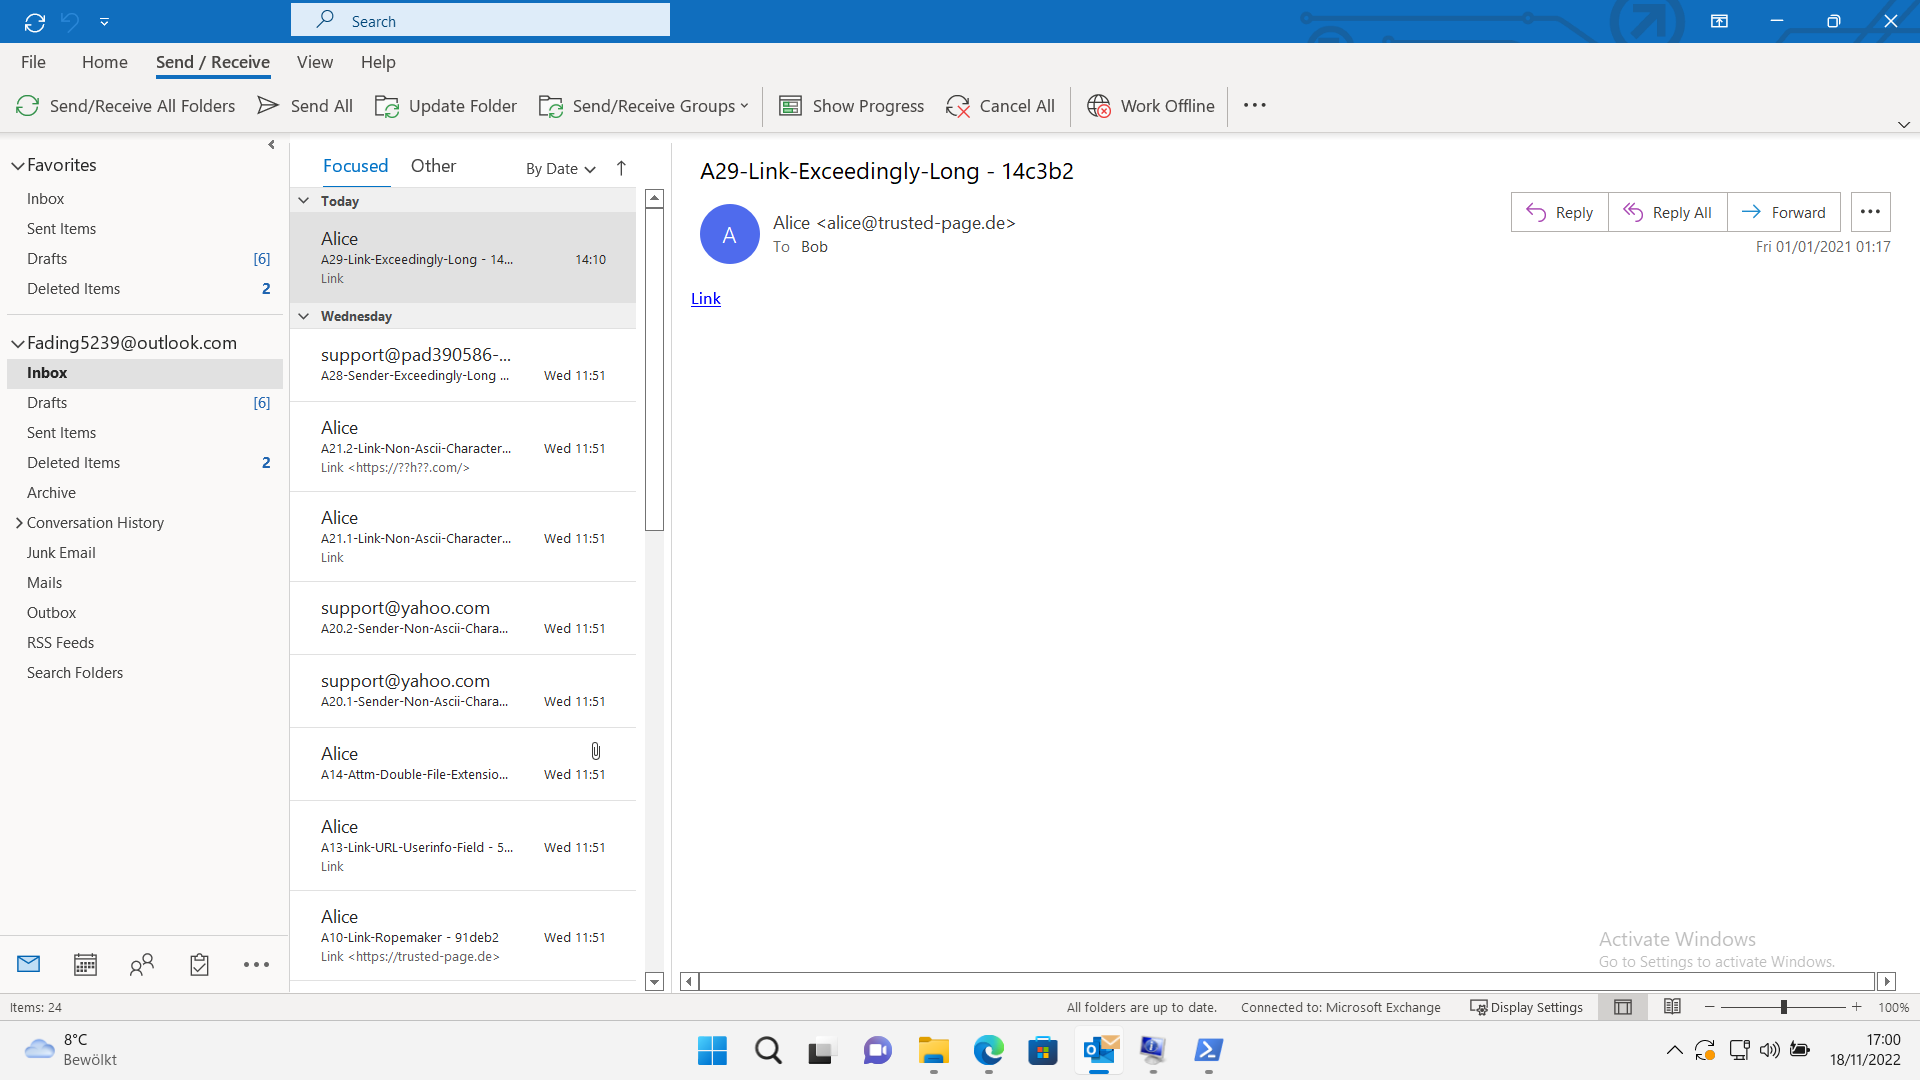 Search
File Home Send / Receive View Help
Send/Receive All Folders Send All Update Folder Send/Receive Groups Show Progress Cancel All Work Offline
Favorites
Inbox
Sent Items
Drafts [6]
Deleted Items 2
Fading5239@outlook.com
Inbox
Drafts [6]
Sent Items
Deleted Items 2
Archive
Conversation History
Junk Email
Mails
Outbox
RSS Feeds
Search Folders
Focused Other By Date
Today
Alice
A29-Link-Exceedingly-Long - 14... 14:10
Link
Wednesday
support@pad390586-...
A28-Sender-Exceedingly-Long ... Wed 11:51
Alice
A21.2-Link-Non-Ascii-Character... Wed 11:51
Link <https://??h??.com/>
Alice
A21.1-Link-Non-Ascii-Character... Wed 11:51
Link
support@yahoo.com
A20.2-Sender-Non-Ascii-Chara... Wed 11:51
support@yahoo.com
A20.1-Sender-Non-Ascii-Chara... Wed 11:51
Alice
A14-Attm-Double-File-Extensio... Wed 11:51
Alice
A13-Link-URL-Userinfo-Field - 5... Wed 11:51
Link
Alice
A10-Link-Ropemaker - 91deb2 Wed 11:51
Link <https://trusted-page.de>
A29-Link-Exceedingly-Long - 14c3b2
A
Alice <alice@trusted-page.de>
To Bob
Reply Reply All Forward
Fri 01/01/2021 01:17
Link
Activate Windows
Go to Settings to activate Windows.
Items: 24 All folders are up to date. Connected to: Microsoft Exchange Display Settings 100%
8°C
Bewölkt
17:00
18/11/2022